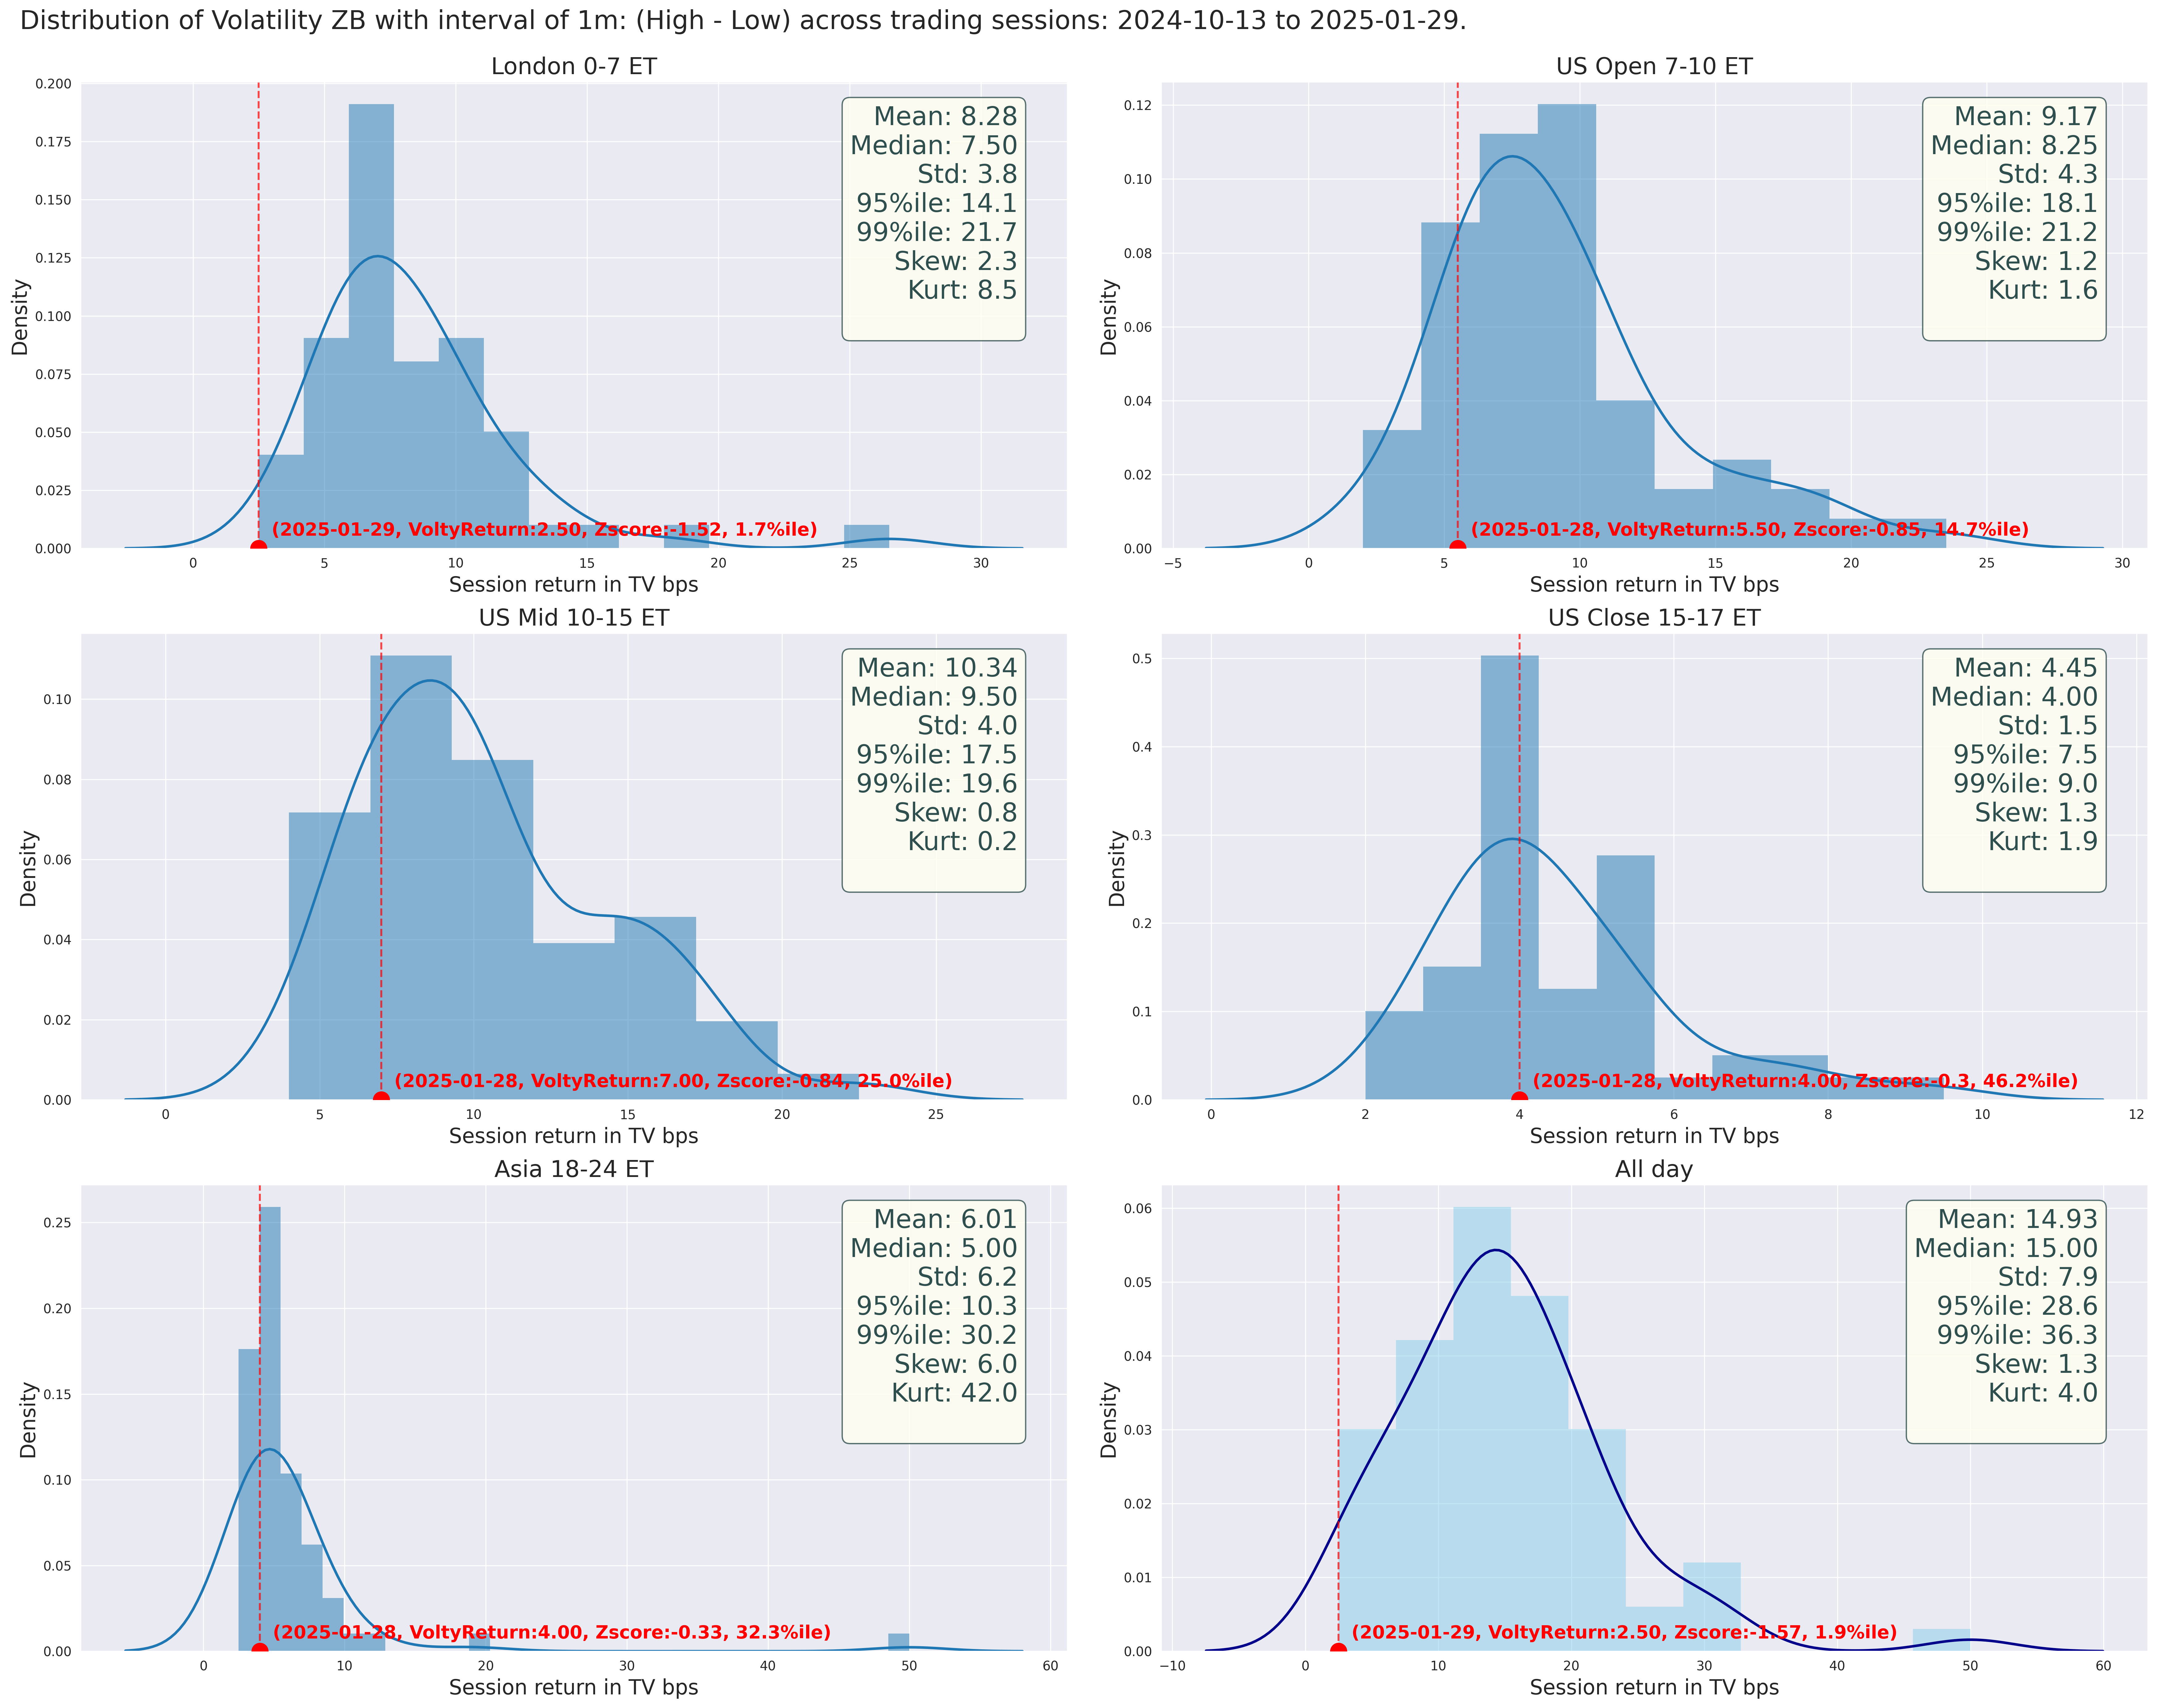 Distribution of Volatility ZB with interval of 1m: (High - Low) across trading sessions: 2024-10-13 to 2025-01-29.
London 0-7 ET
Density
0.200
0.175
0.150
0.125
0.100
0.075
0.050
0.025
0.000
Mean: 8.28
Median: 7.50
Std: 3.8
95%ile: 14.1
99%ile: 21.7
Skew: 2.3
Kurt: 8.5
(2025-01-29, VoltyReturn:2.50, Zscore:-1.52, 1.7%ile)
0 5 10 15 20 25 30
Session return in TV bps
US Open 7-10 ET
Density
0.12
0.10
0.08
0.06
0.04
0.02
0.00
Mean: 9.17
Median: 8.25
Std: 4.3
95%ile: 18.1
99%ile: 21.2
Skew: 1.2
Kurt: 1.6
(2025-01-28, VoltyReturn:5.50, Zscore:-0.85, 14.7%ile)
−5 0 5 10 15 20 25 30
Session return in TV bps
US Mid 10-15 ET
Density
0.10
0.08
0.06
0.04
0.02
0.00
Mean: 10.34
Median: 9.50
Std: 4.0
95%ile: 17.5
99%ile: 19.6
Skew: 0.8
Kurt: 0.2
(2025-01-28, VoltyReturn:7.00, Zscore:-0.84, 25.0%ile)
0 5 10 15 20 25
Session return in TV bps
US Close 15-17 ET
Density
0.5
0.4
0.3
0.2
0.1
0.0
Mean: 4.45
Median: 4.00
Std: 1.5
95%ile: 7.5
99%ile: 9.0
Skew: 1.3
Kurt: 1.9
(2025-01-28, VoltyReturn:4.00, Zscore:-0.3, 46.2%ile)
0 2 4 6 8 10 12
Session return in TV bps
Asia 18-24 ET
Density
0.25
0.20
0.15
0.10
0.05
0.00
Mean: 6.01
Median: 5.00
Std: 6.2
95%ile: 10.3
99%ile: 30.2
Skew: 6.0
Kurt: 42.0
(2025-01-28, VoltyReturn:4.00, Zscore:-0.33, 32.3%ile)
0 10 20 30 40 50 60
Session return in TV bps
All day
Density
0.06
0.05
0.04
0.03
0.02
0.01
0.00
Mean: 14.93
Median: 15.00
Std: 7.9
95%ile: 28.6
99%ile: 36.3
Skew: 1.3
Kurt: 4.0
(2025-01-29, VoltyReturn:2.50, Zscore:-1.57, 1.9%ile)
−10 0 10 20 30 40 50 60
Session return in TV bps